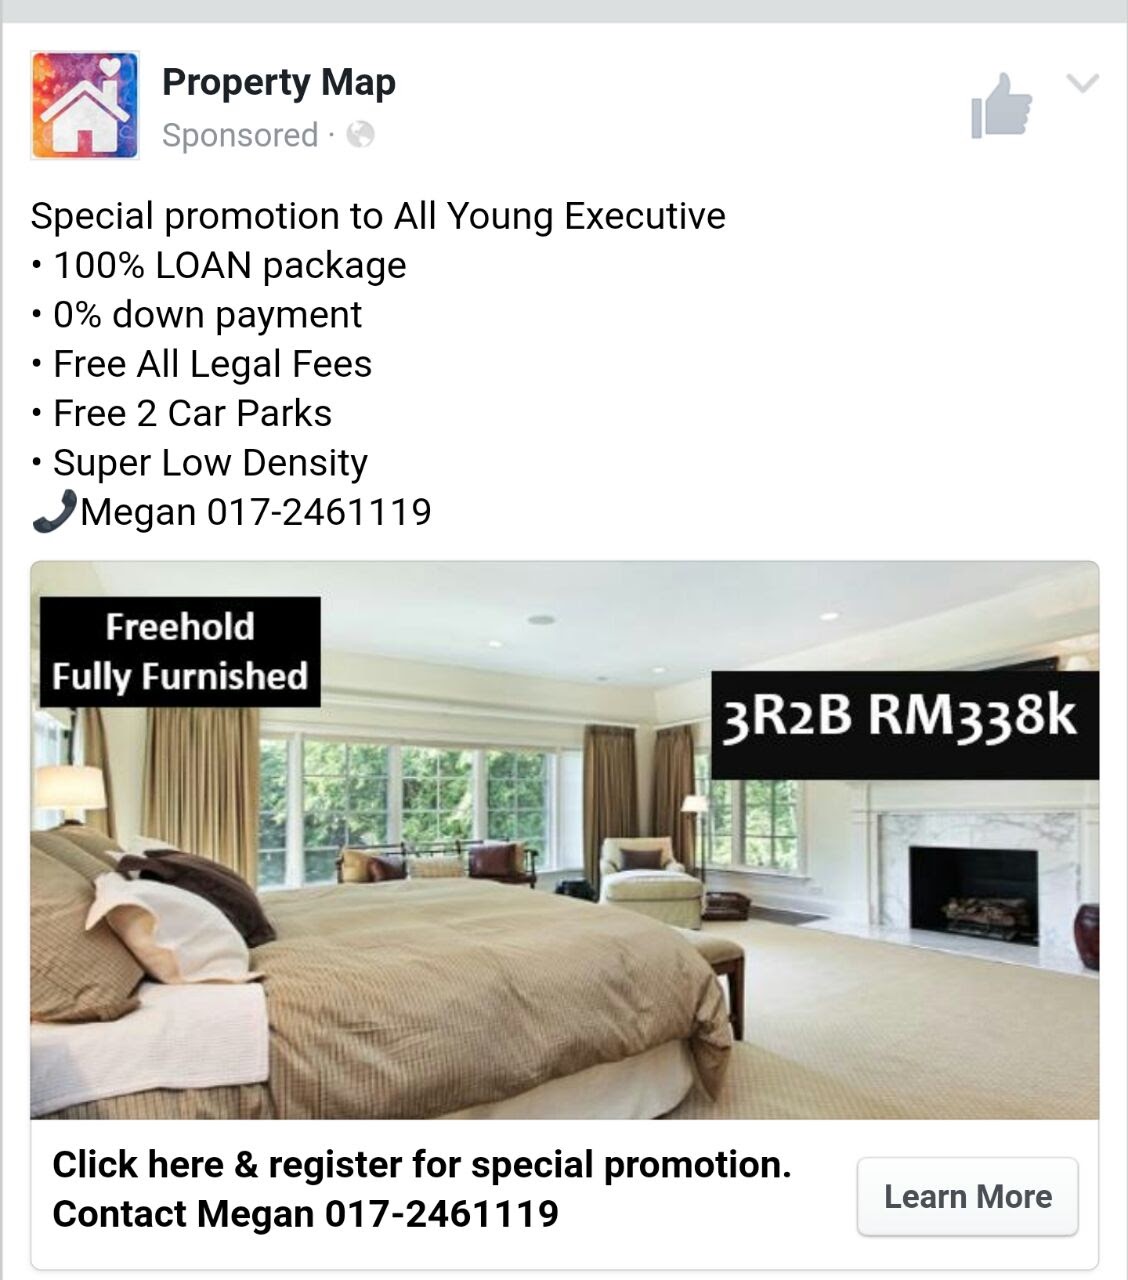 Property Map
Sponsored ·
Special promotion to All Young Executive
• 100% LOAN package
• 0% down payment
• Free All Legal Fees
• Free 2 Car Parks
• Super Low Density
Megan 017-2461119
Freehold
Fully Furnished
3R2B RM338k
Click here & register for special promotion.
Contact Megan 017-2461119
Learn More